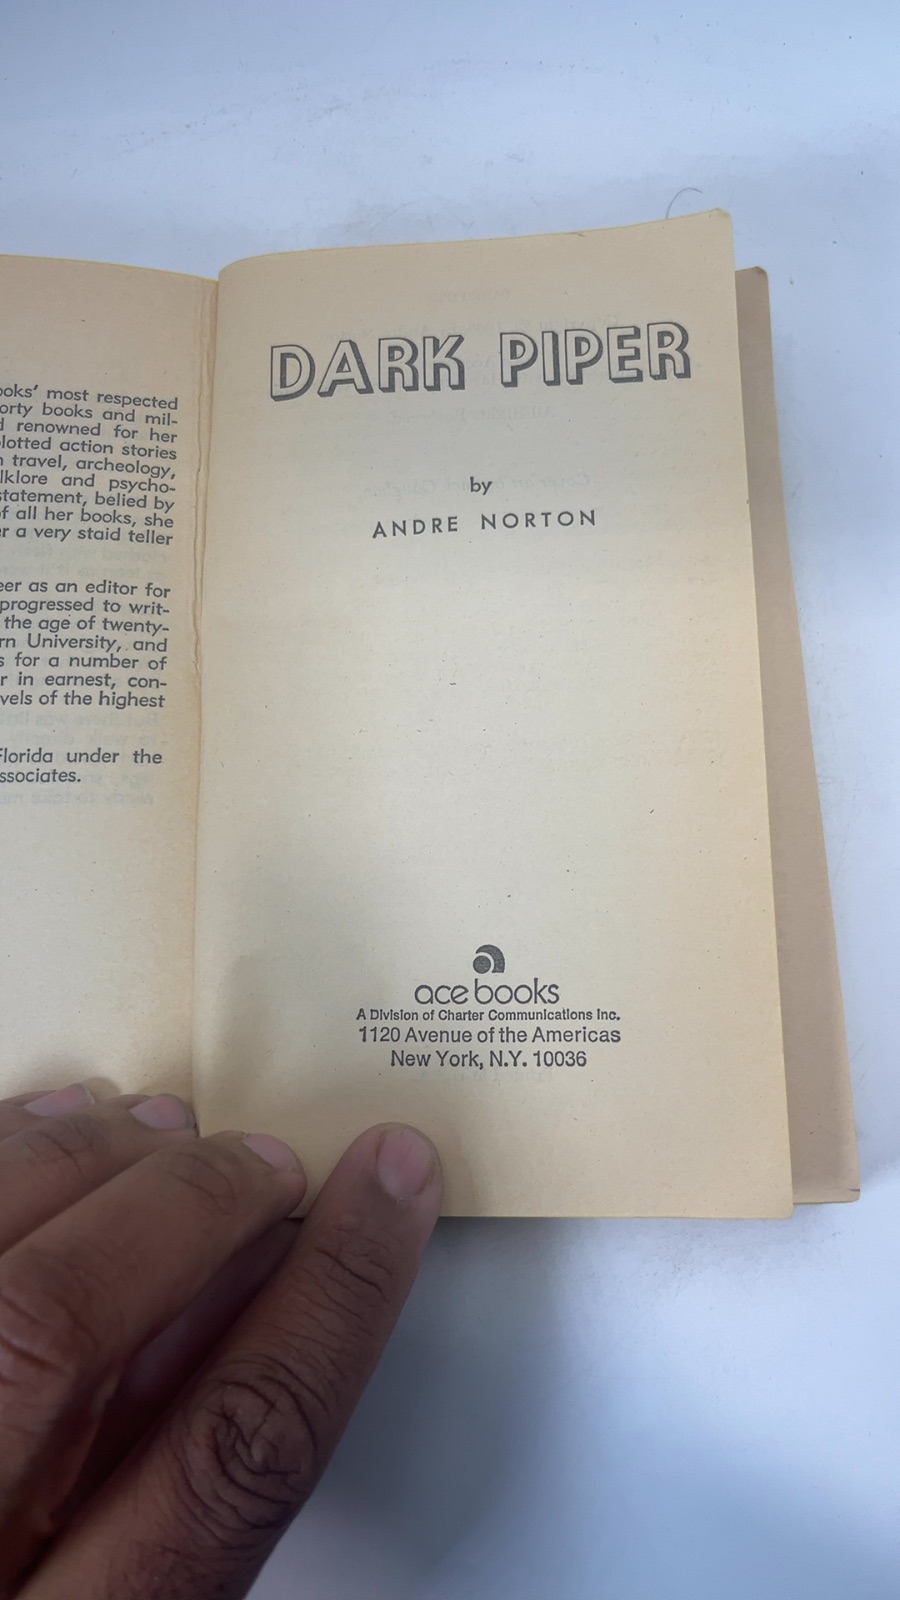 ooks' most respected
orty books and mil-
d renowned for her
lotted action stories
n travel, archeology,
lklore and psycho-
statement, belied by
of all her books, she
er a very staid teller
eer as an editor for
progressed to writ-
the age of twenty-
rn University, and
s for a number of
r in earnest, con-
vels of the highest
Florida under the
ssociates.
DARK PIPER
by
ANDRE NORTON
ace books
A Division of Charter Communications Inc.
1120 Avenue of the Americas
New York, N.Y. 10036